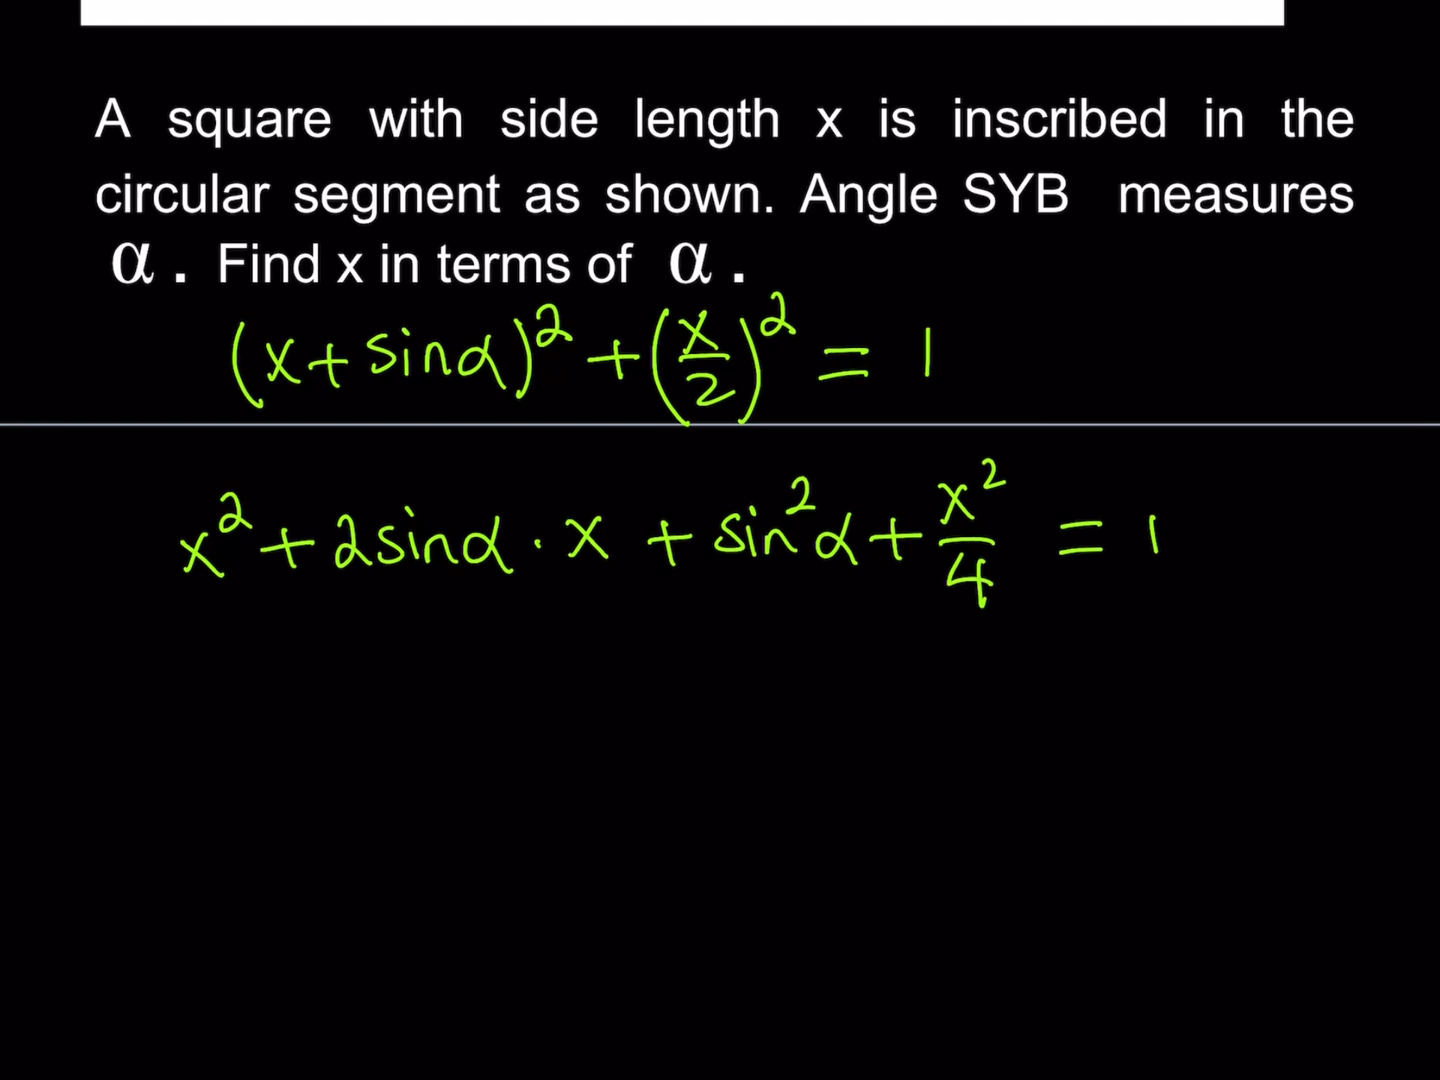 A square with side length x is inscribed in the
circular segment as shown. Angle SYB measures
α. Find x in terms of α.
(x + sinα)² + (x/2)² = 1
x² + 2sinα · x + sin²α + x²/4 = 1